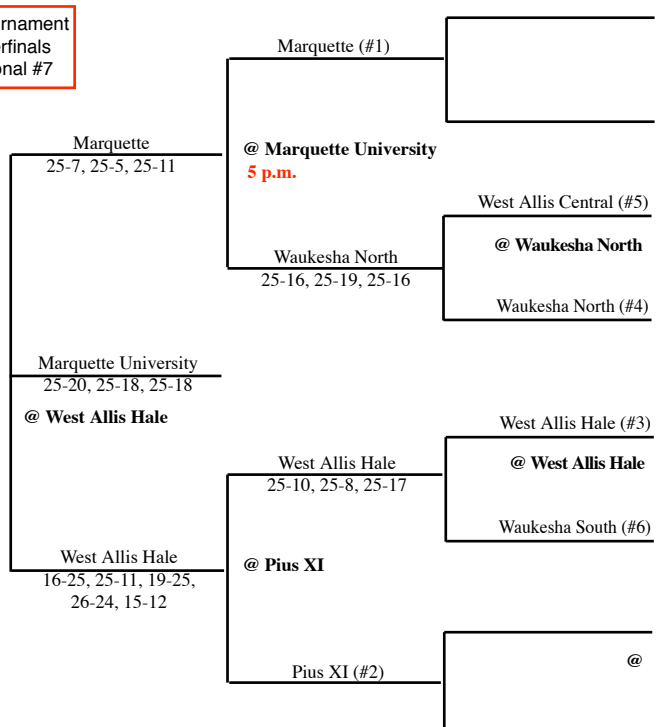 Marquette (#1)
Marquette
25-7, 25-5, 25-11
@ Marquette University
5 p.m.
West Allis Central (#5)
@ Waukesha North
Waukesha North
25-16, 25-19, 25-16
Waukesha North (#4)
Marquette University
25-20, 25-18, 25-18
@ West Allis Hale
West Allis Hale (#3)
@ West Allis Hale
West Allis Hale
25-10, 25-8, 25-17
Waukesha South (#6)
West Allis Hale
16-25, 25-11, 19-25,
26-24, 15-12
@ Pius XI
Pius XI (#2)
@